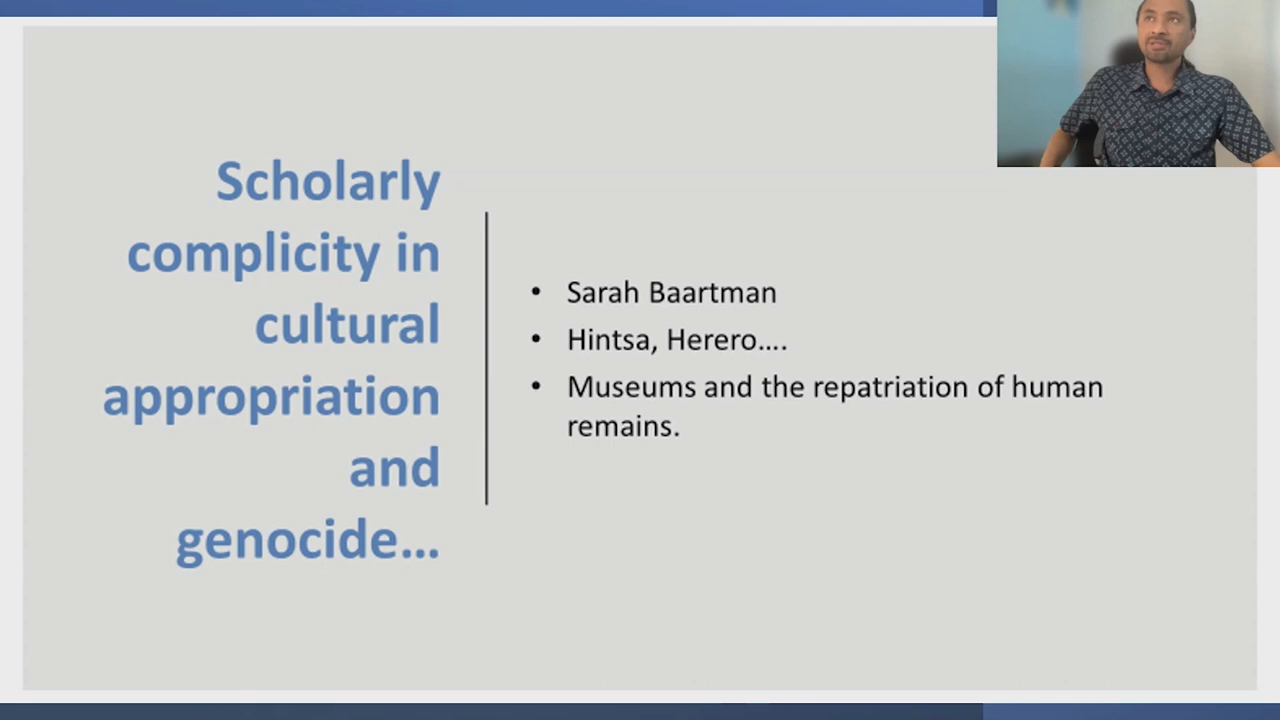 Scholarly
complicity in
cultural
appropriation
and
genocide...
• Sarah Baartman
• Hintsa, Herero....
• Museums and the repatriation of human
remains.